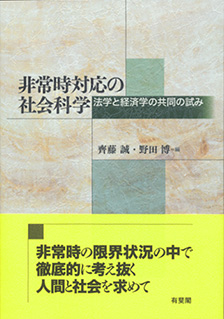 非常時対応の
社会科学
法学と経済学の共同の試み
齊藤 誠・野田 博=編
非常時の限界状況の中で
徹底的に考え抜く
人間と社会を求めて
有斐閣